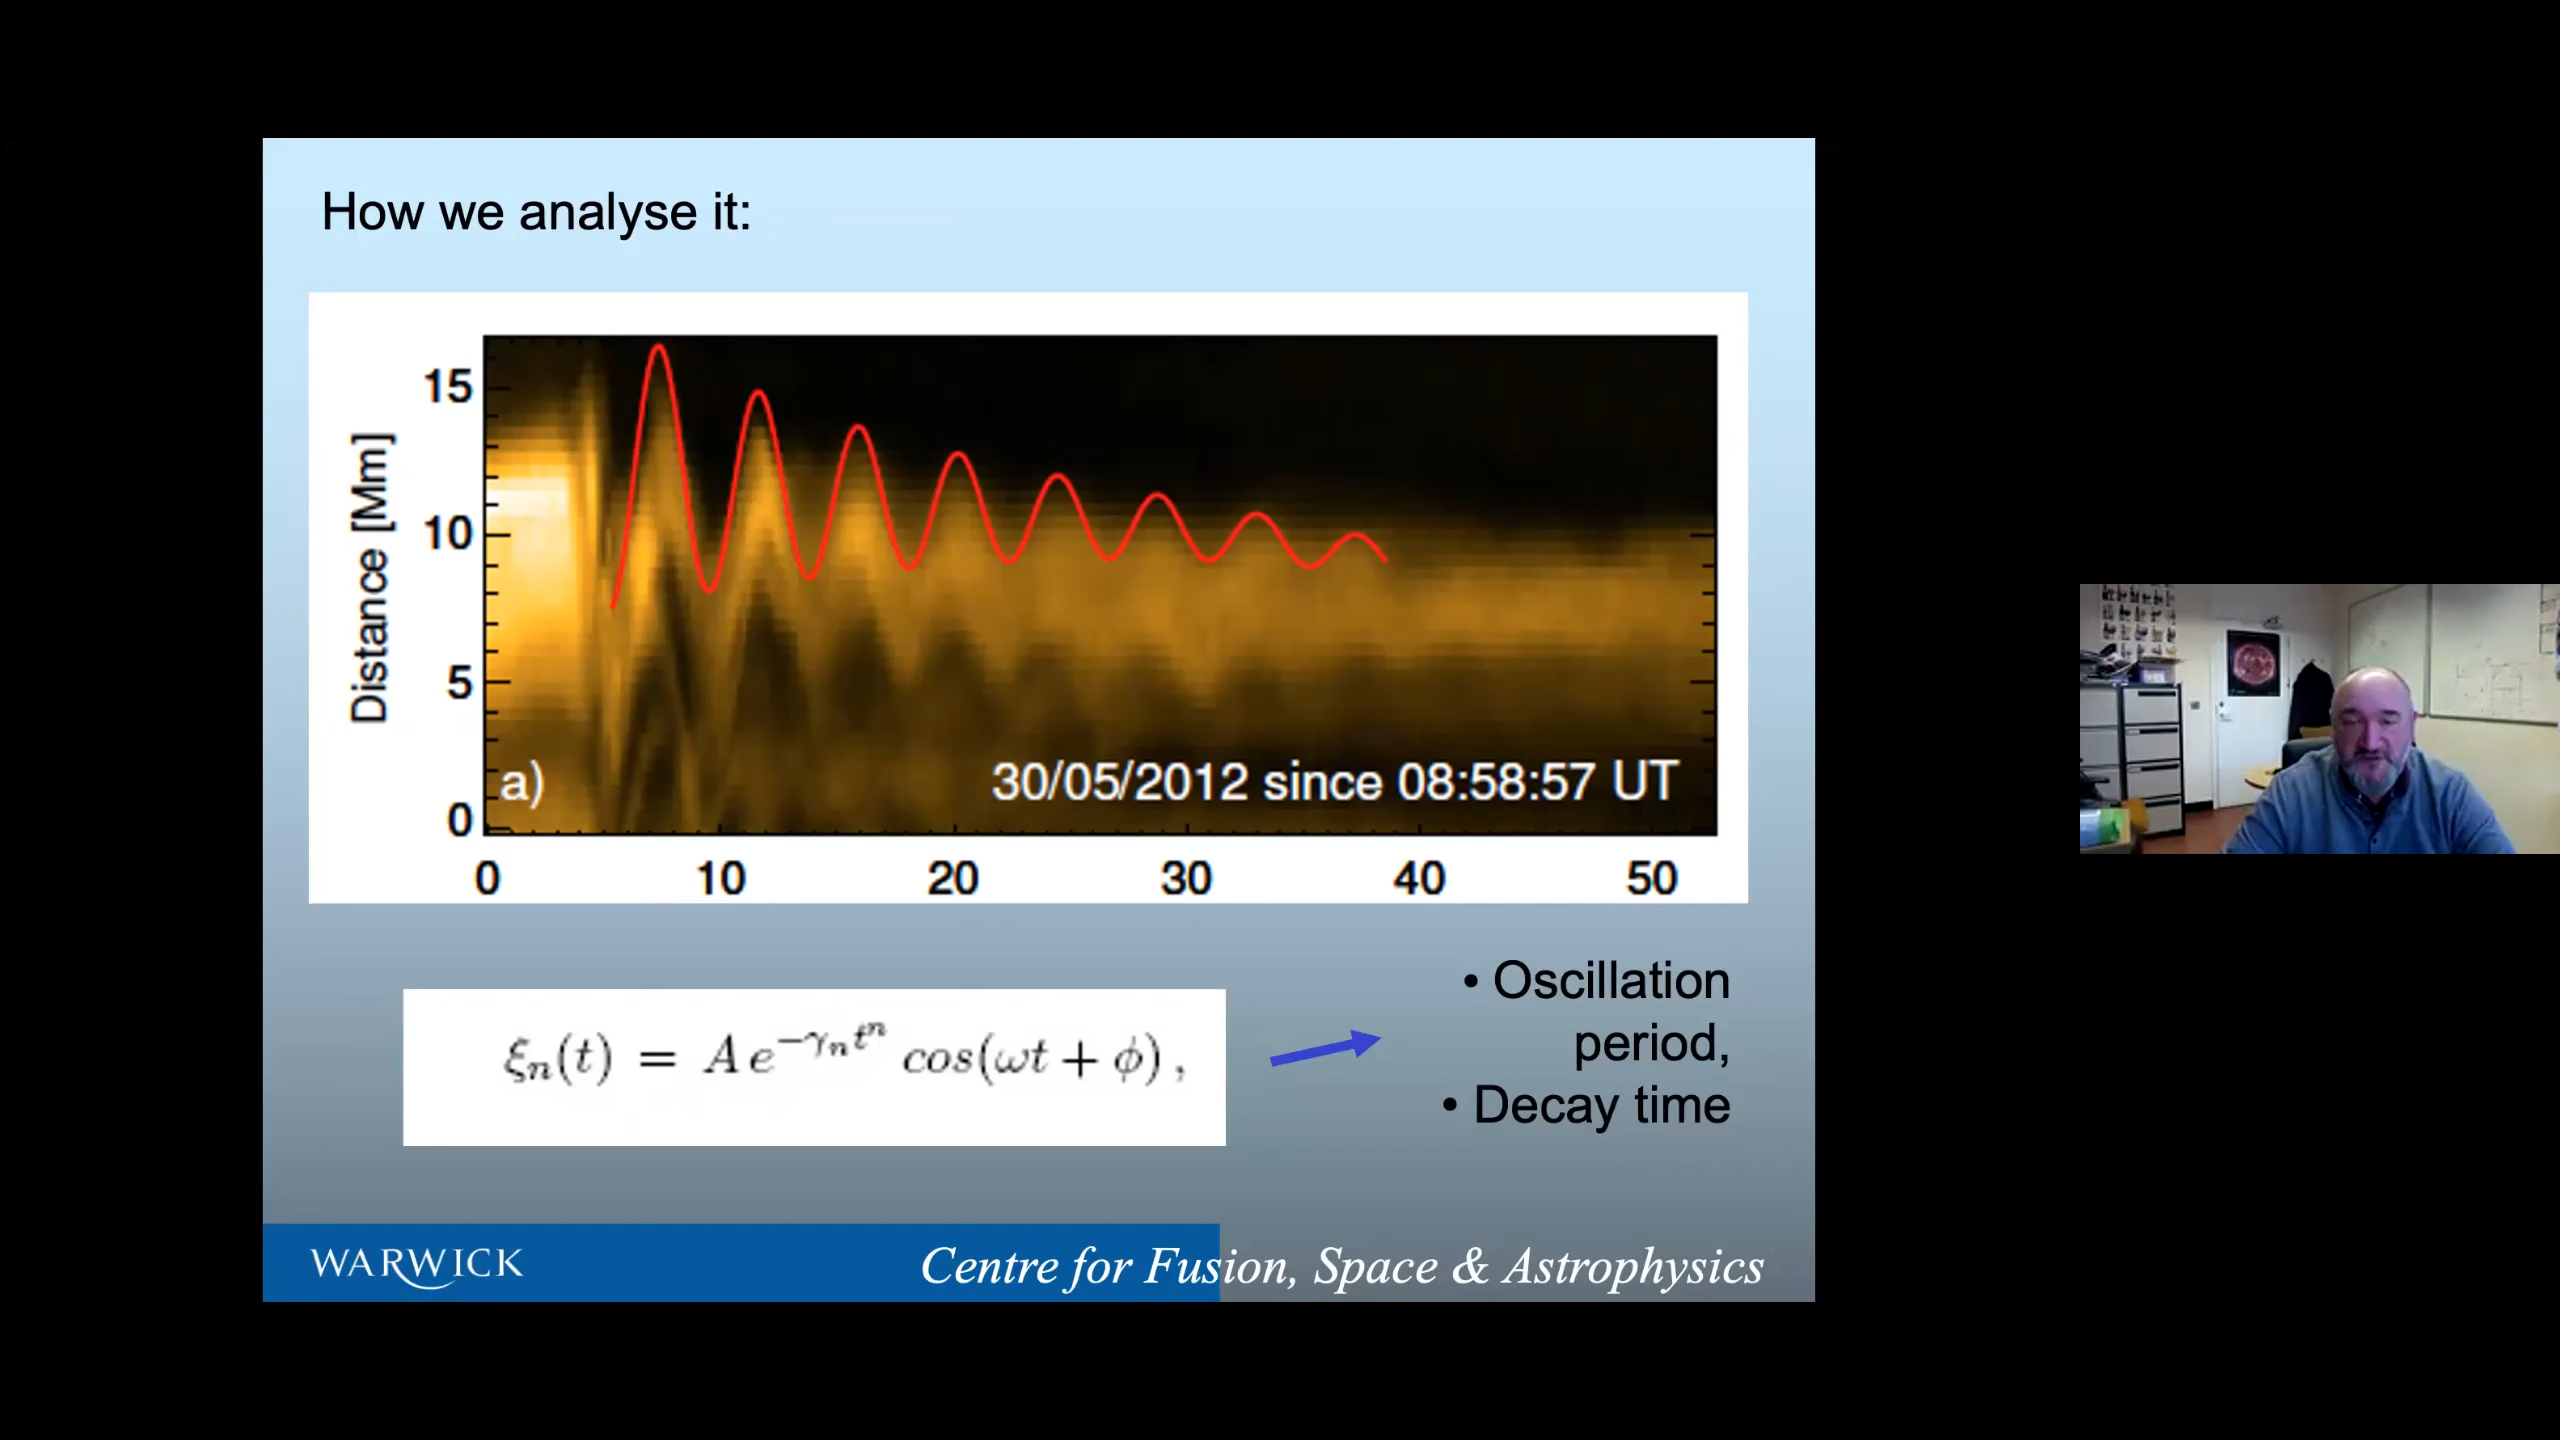 How we analyse it:
15
10
5
0
Distance [Mm]
a)
30/05/2012 since 08:58:57 UT
0 10 20 30 40 50
ξₙ(t) = A e^{-γₙtⁿ} cos(ωt + ϕ) ,
• Oscillation
period,
• Decay time
WARWICK
Centre for Fusion, Space & Astrophysics